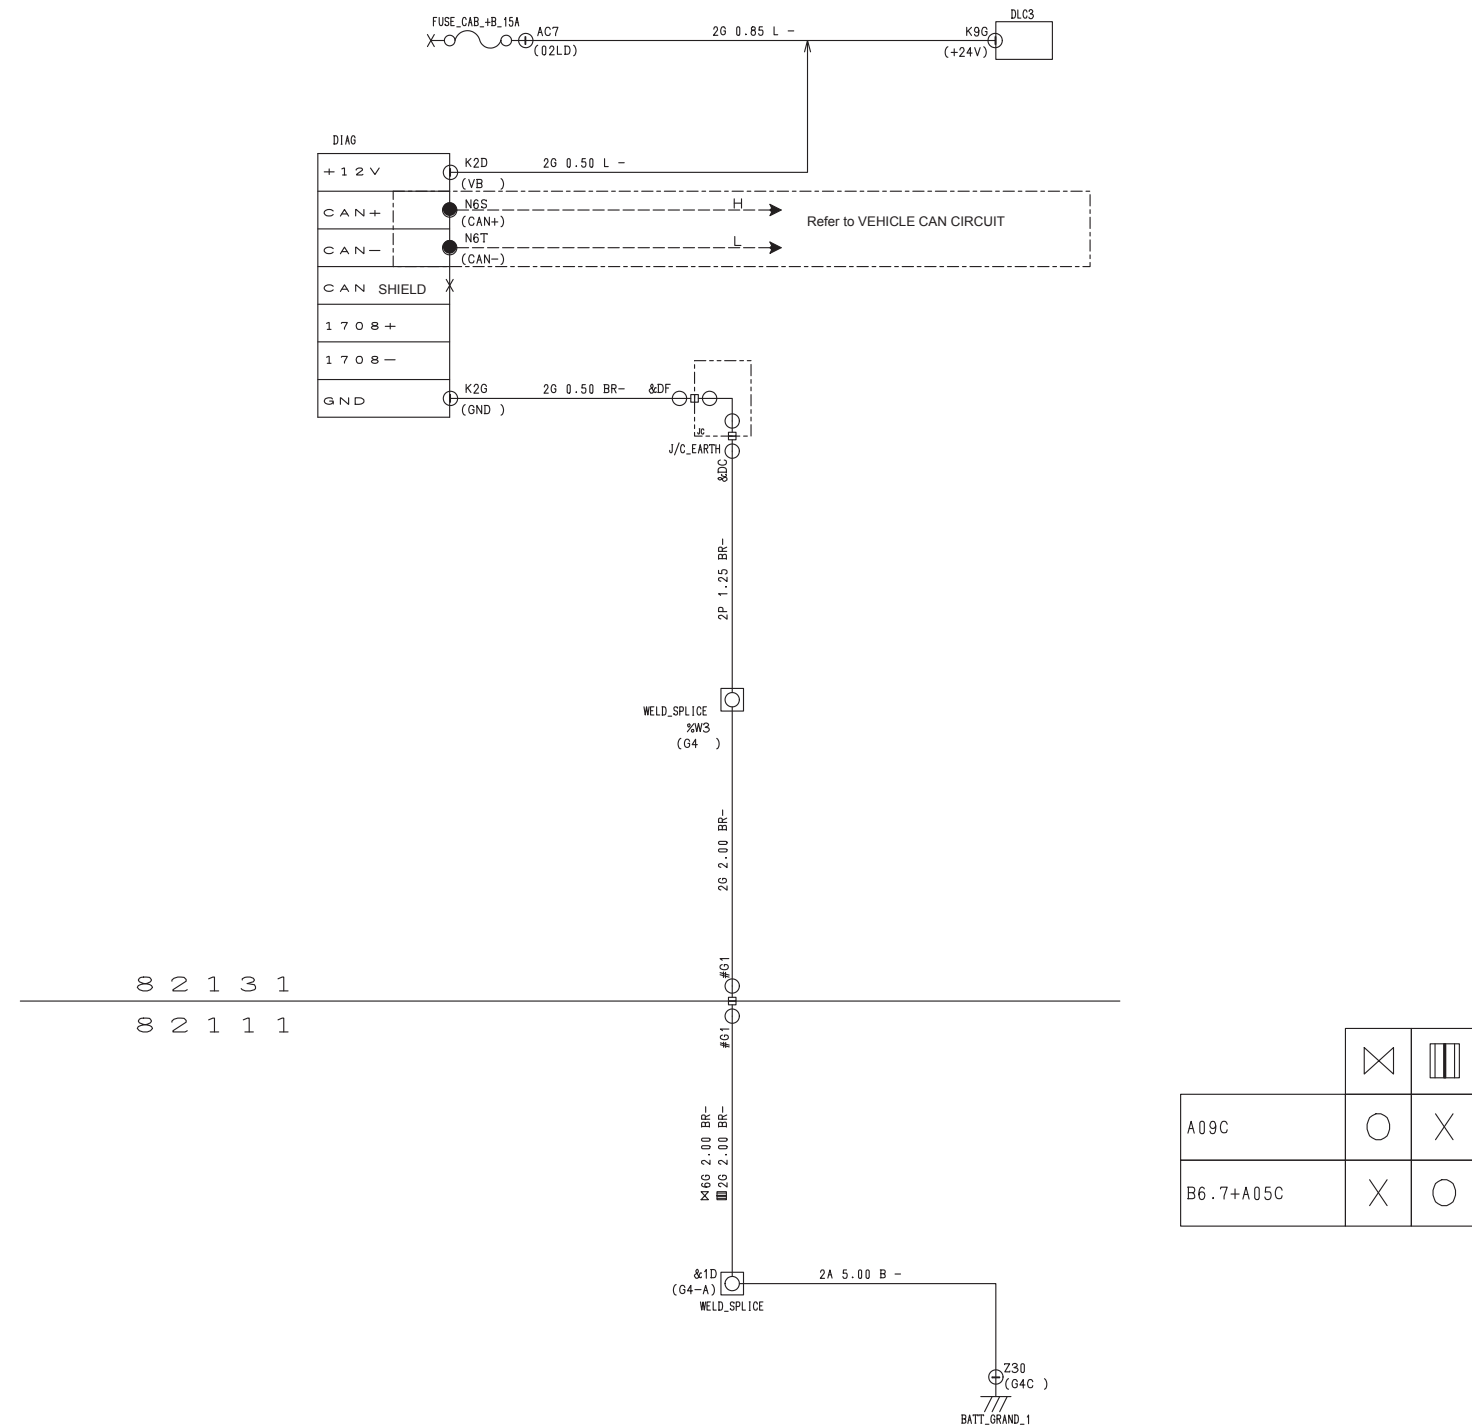 FUSE_CAB_+B_15A
AC7
(02LD)
2G 0.85 L -
DLC3
K9G
(+24V)
DIAG
+12V
K2D
(VB )
2G 0.50 L -
CAN+
N6S
(CAN+)
H
Refer to VEHICLE CAN CIRCUIT
CAN-
N6T
(CAN-)
L
CAN SHIELD
1708+
1708-
GND
K2G
(GND )
2G 0.50 BR-
&DF
JC
J/C_EARTH
&DC
2P 1.25 BR-
WELD_SPLICE
%W3
(G4 )
2G 2.00 BR-
#G1
82131
82111
#G1
6G 2.00 BR-
2G 2.00 BR-
A09C O X
B6.7+A05C X O
&1D
(G4-A)
WELD_SPLICE
2A 5.00 B -
Z30
(G4C )
BATT_GRAND_1